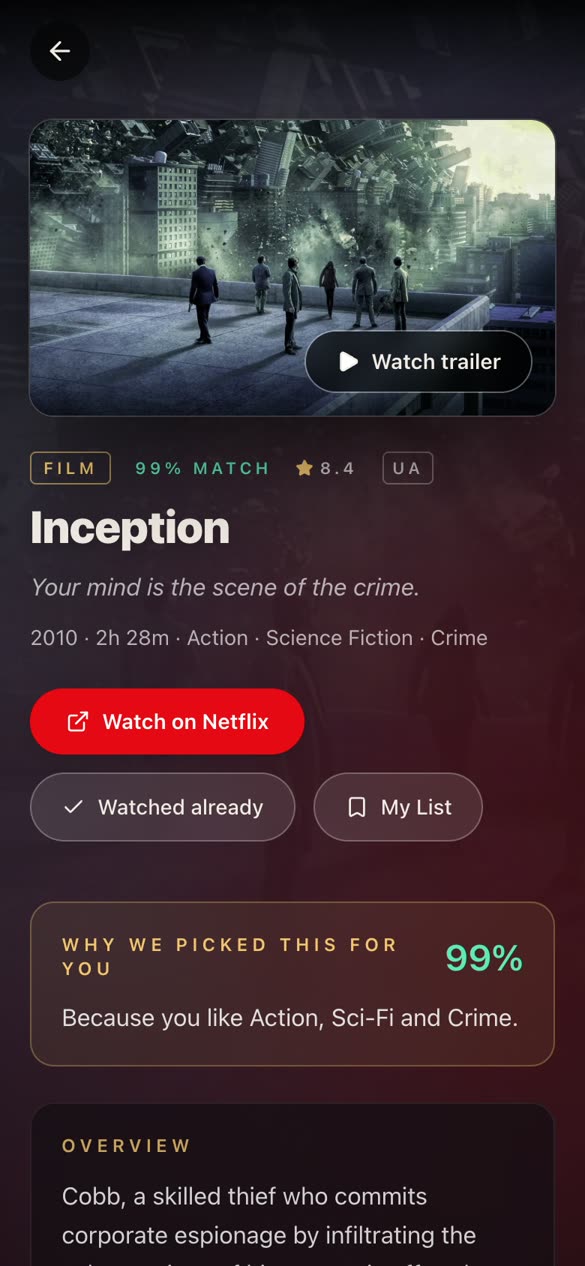 Watch trailer
FILM 99% MATCH 8.4 UA
Inception
Your mind is the scene of the crime.
2010 · 2h 28m · Action · Science Fiction · Crime
Watch on Netflix
Watched already
My List
WHY WE PICKED THIS FOR
YOU
99%
Because you like Action, Sci-Fi and Crime.
OVERVIEW
Cobb, a skilled thief who commits
corporate espionage by infiltrating the